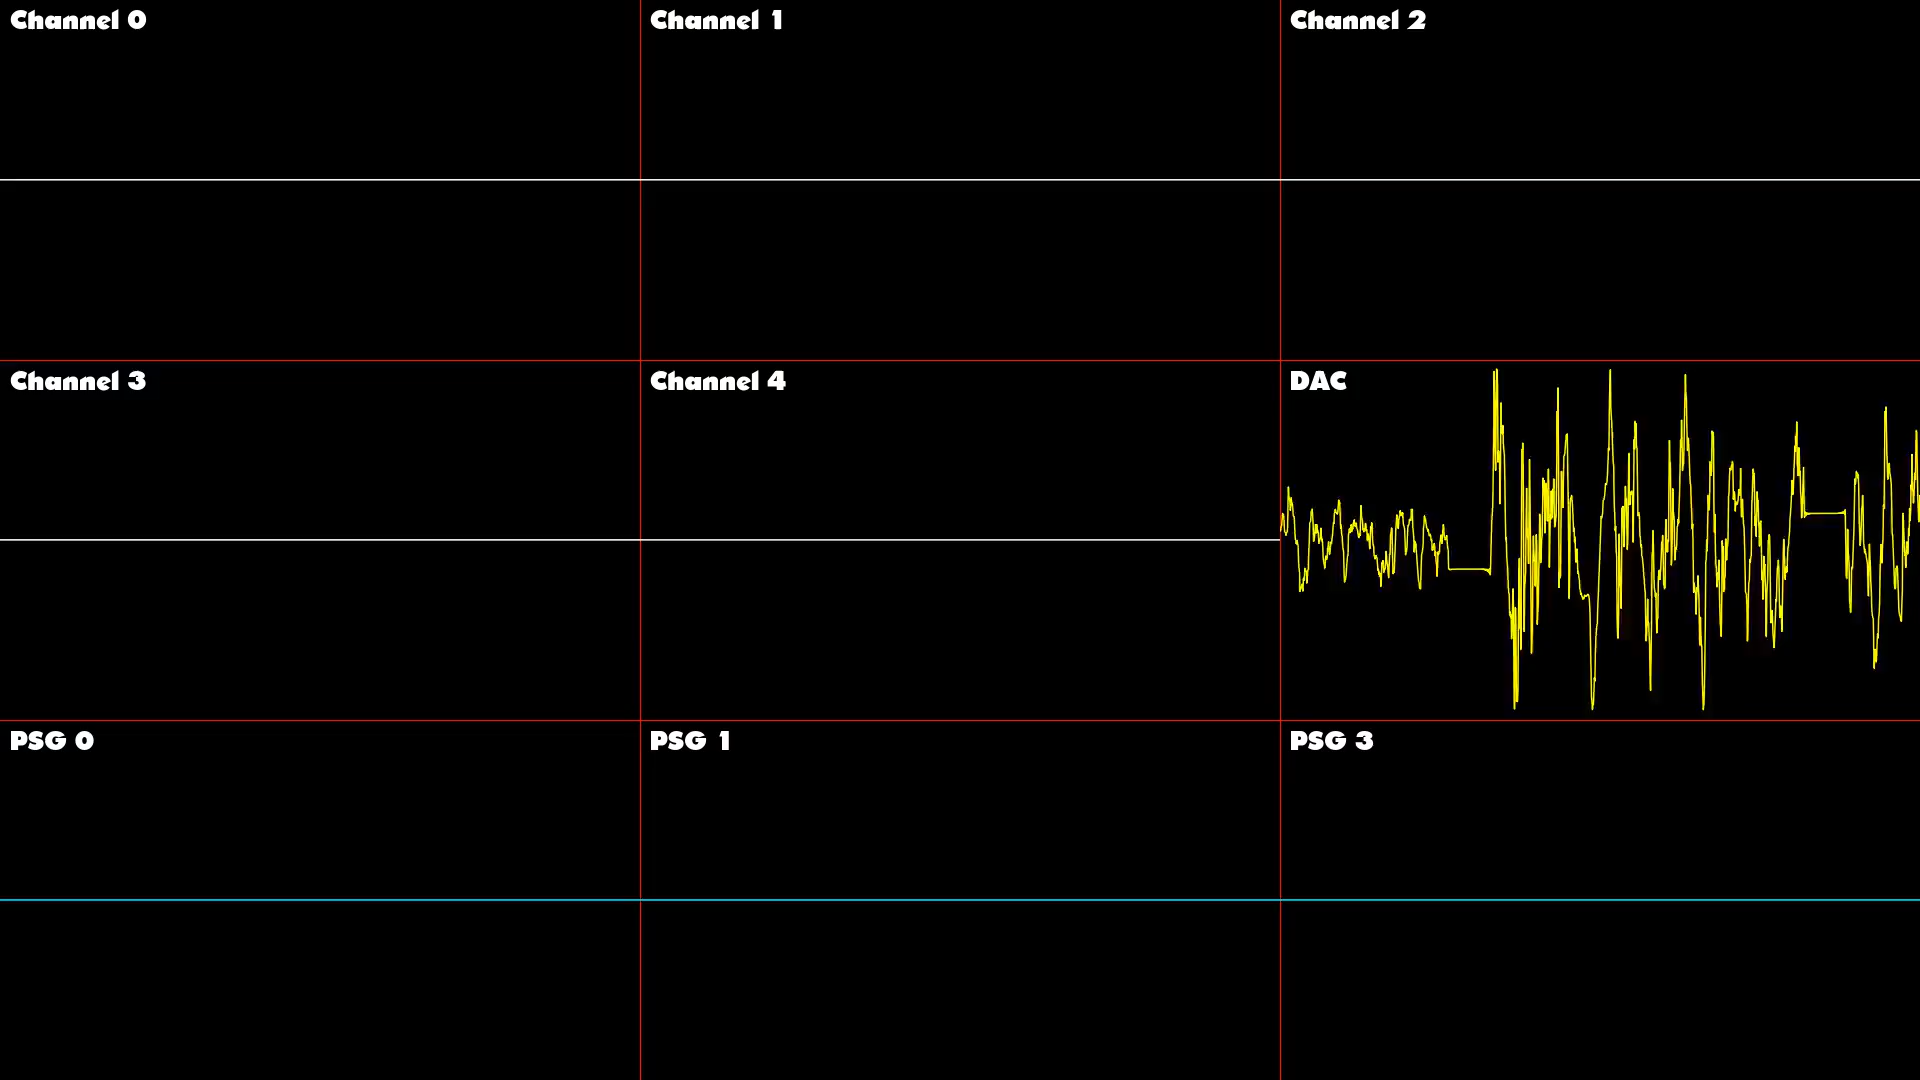 Channel 0
Channel 1
Channel 2
Channel 3
Channel 4
DAC
PSG 0
PSG 1
PSG 3